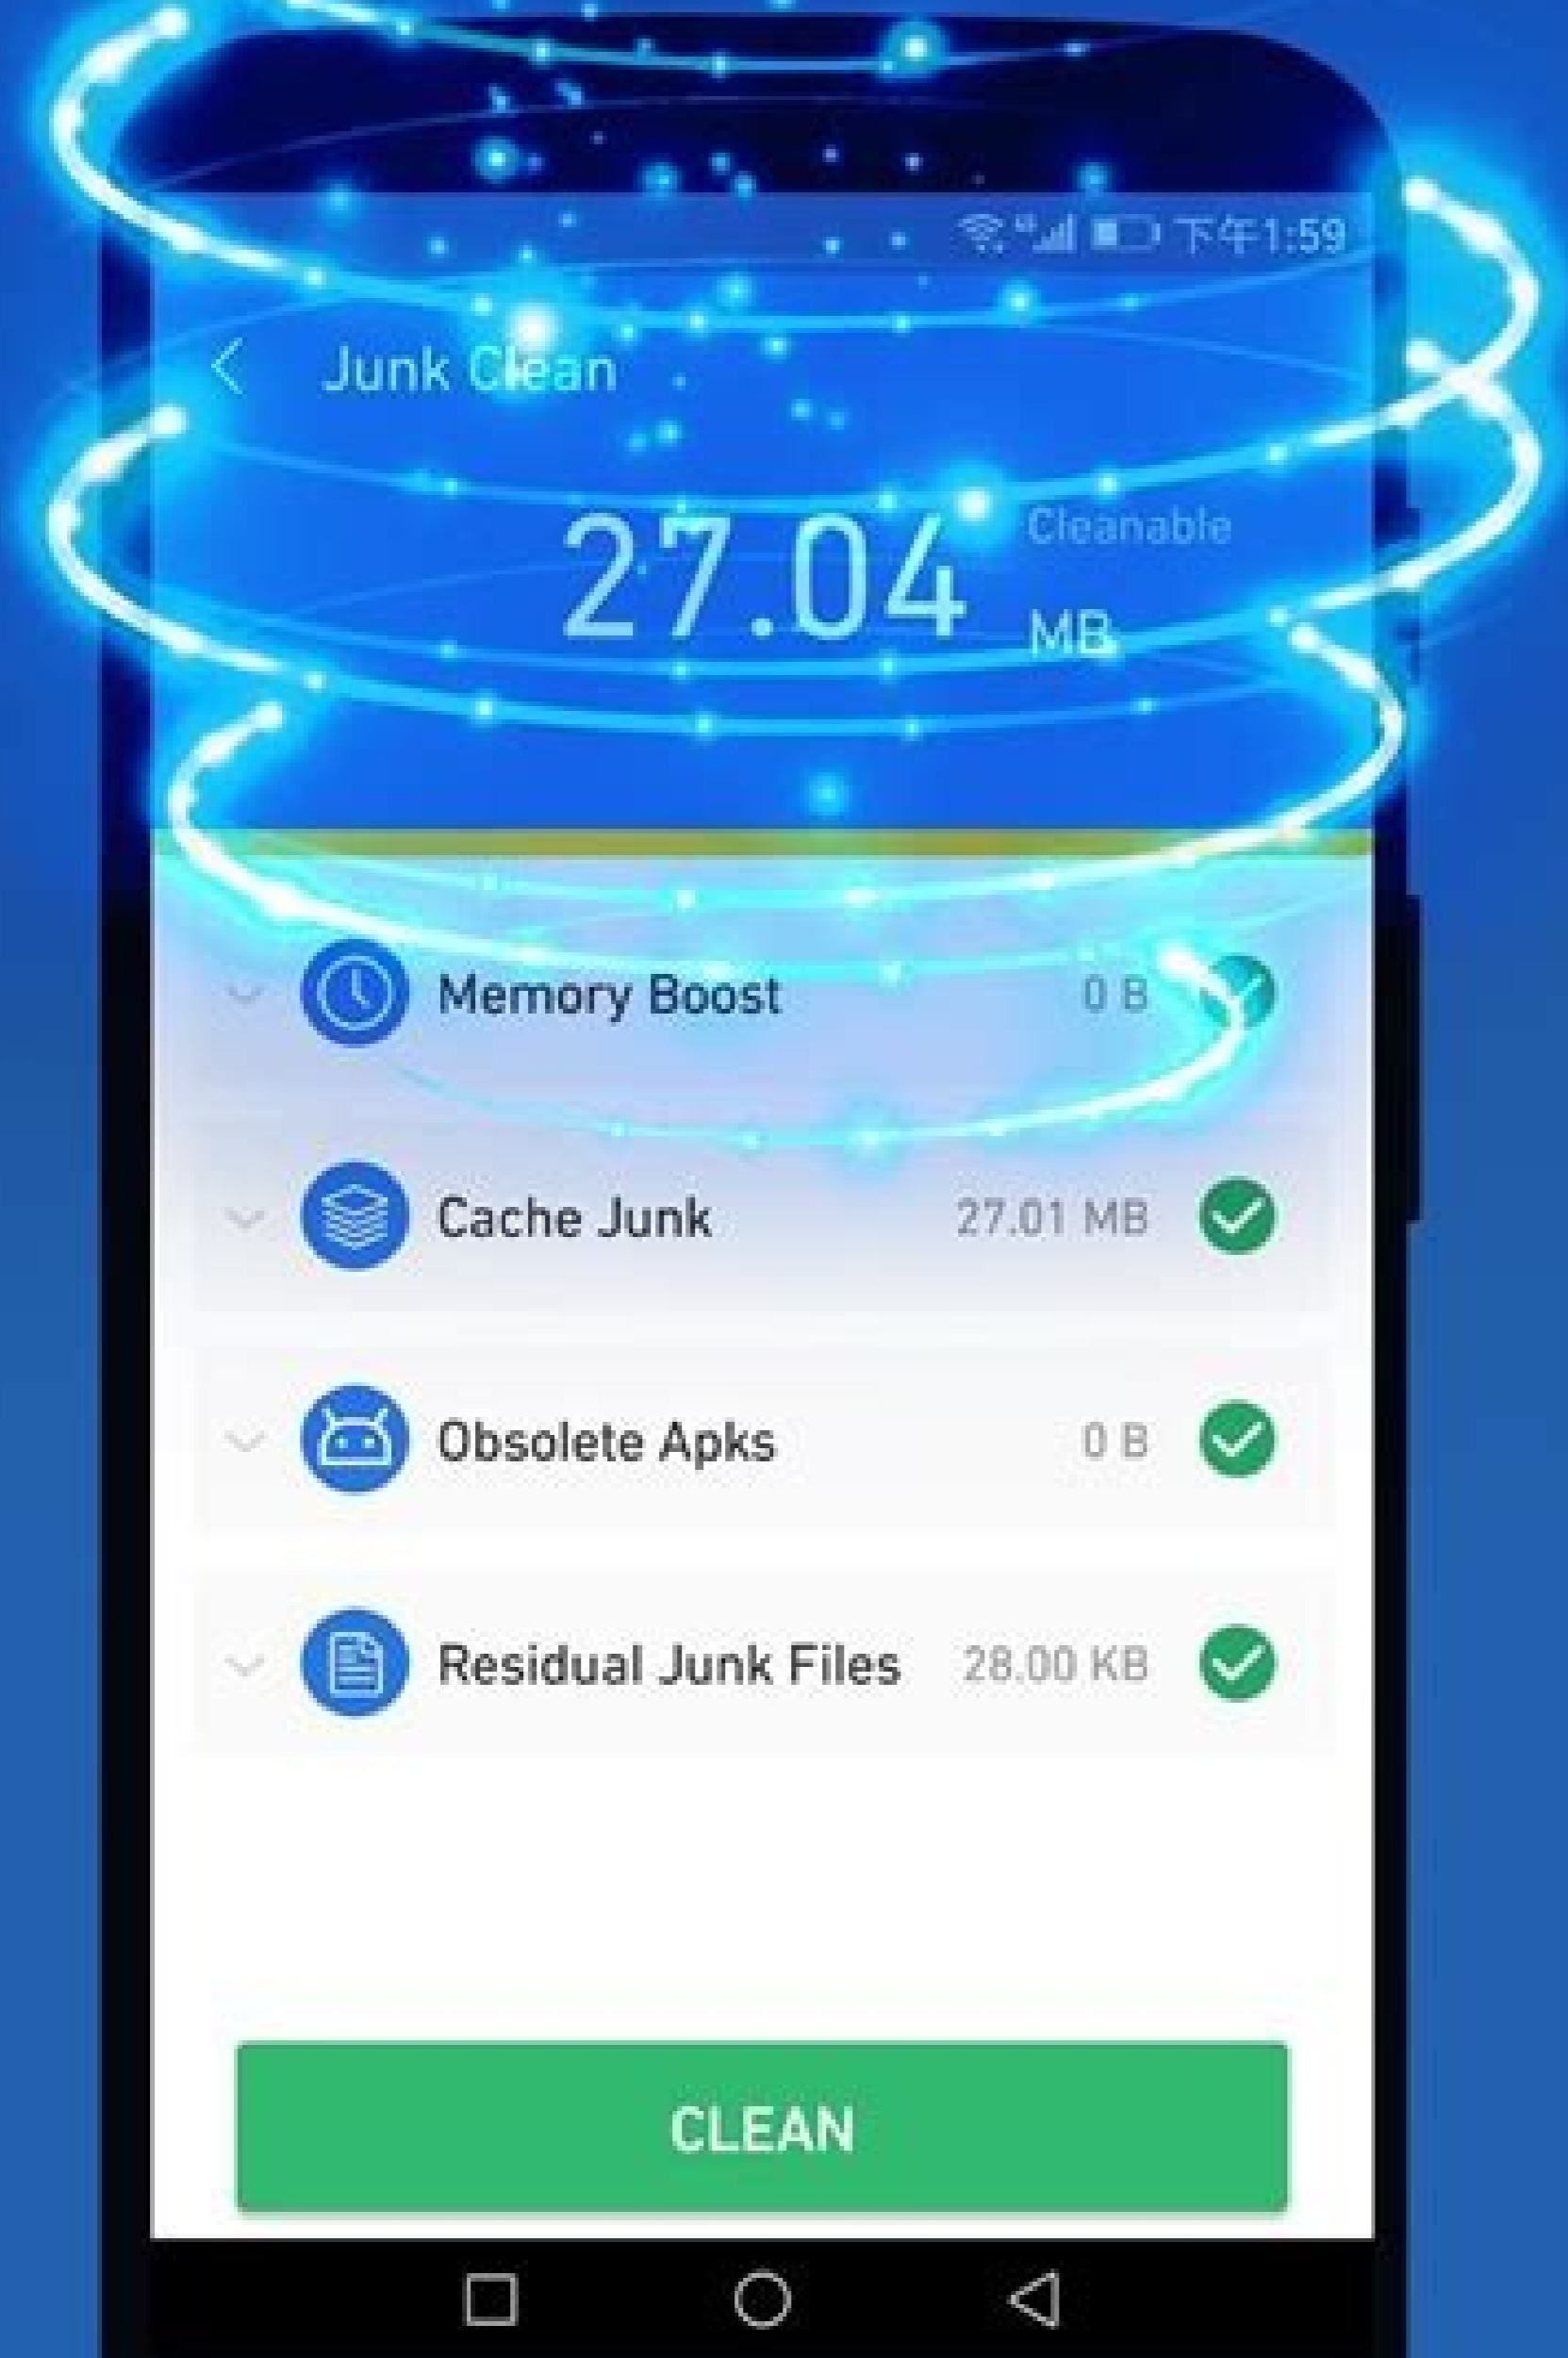 下午1:59
Junk Clean
27.04 Cleanable
MB
Memory Boost 0 B
Cache Junk 27.01 MB
Obsolete Apks 0 B
Residual Junk Files 28.00 KB
CLEAN